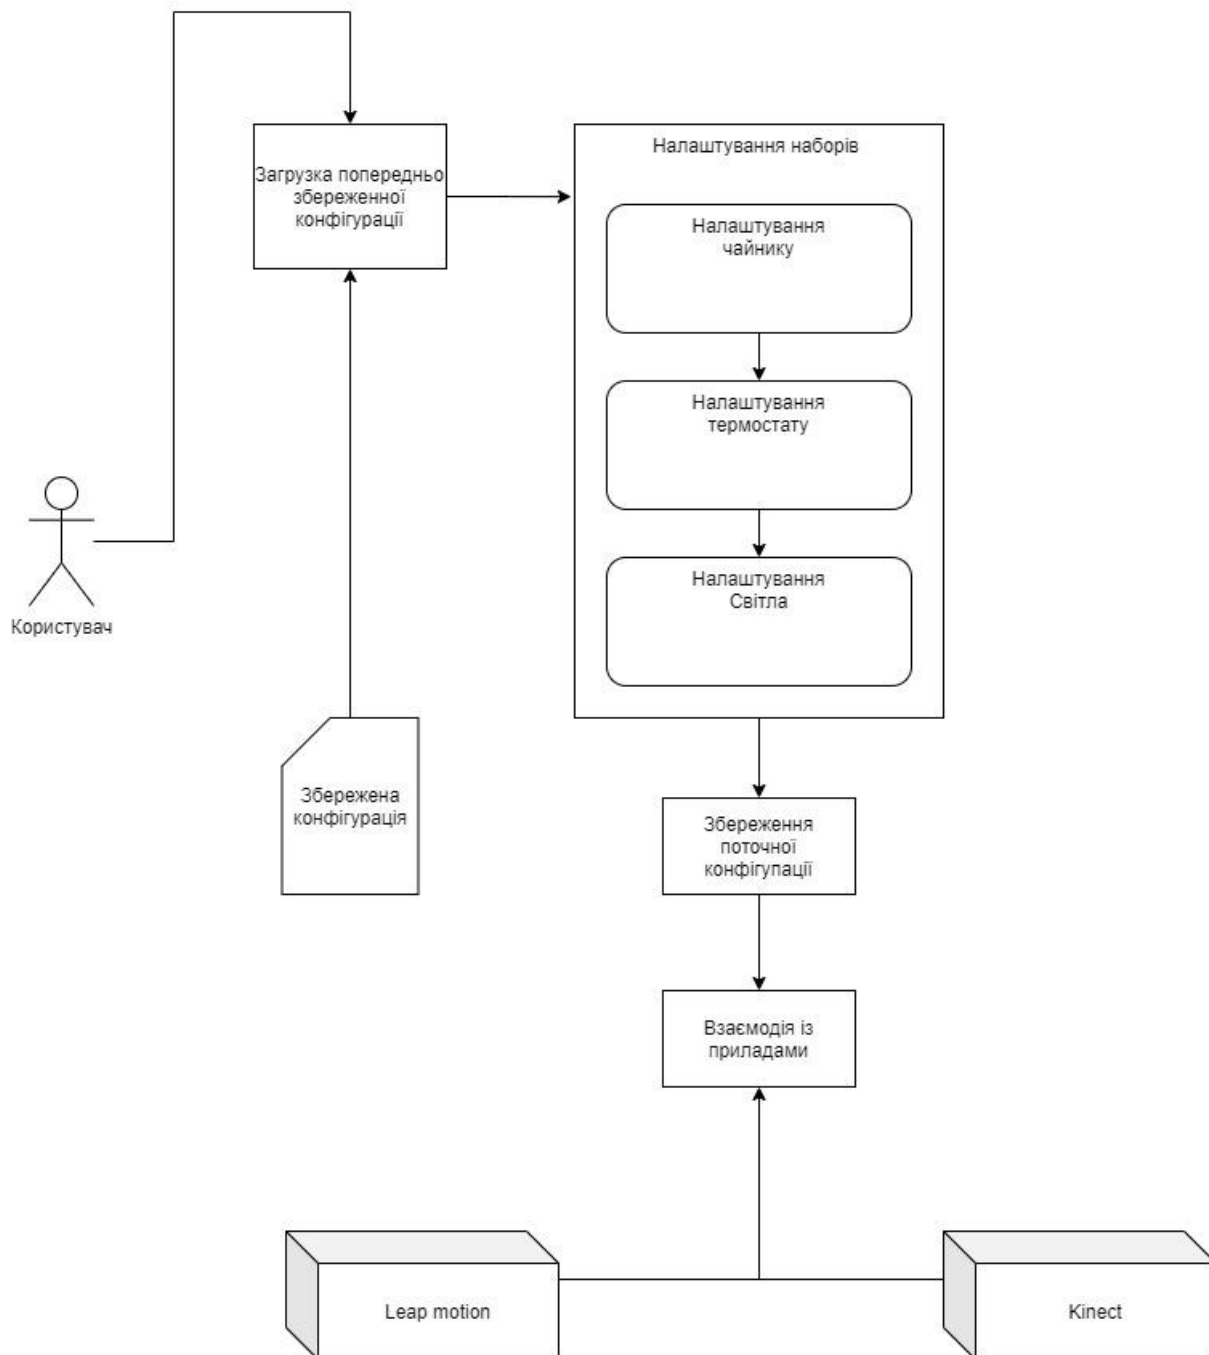 Загрузка попередньо
збереженної
конфігурації
Налаштування наборів
Налаштування
чайнику
Налаштування
термостату
Налаштування
Світла
Користувач
Збережена
конфігурація
Збереження
поточної
конфігупації
Взаємодія із
приладами
Leap motion
Kinect